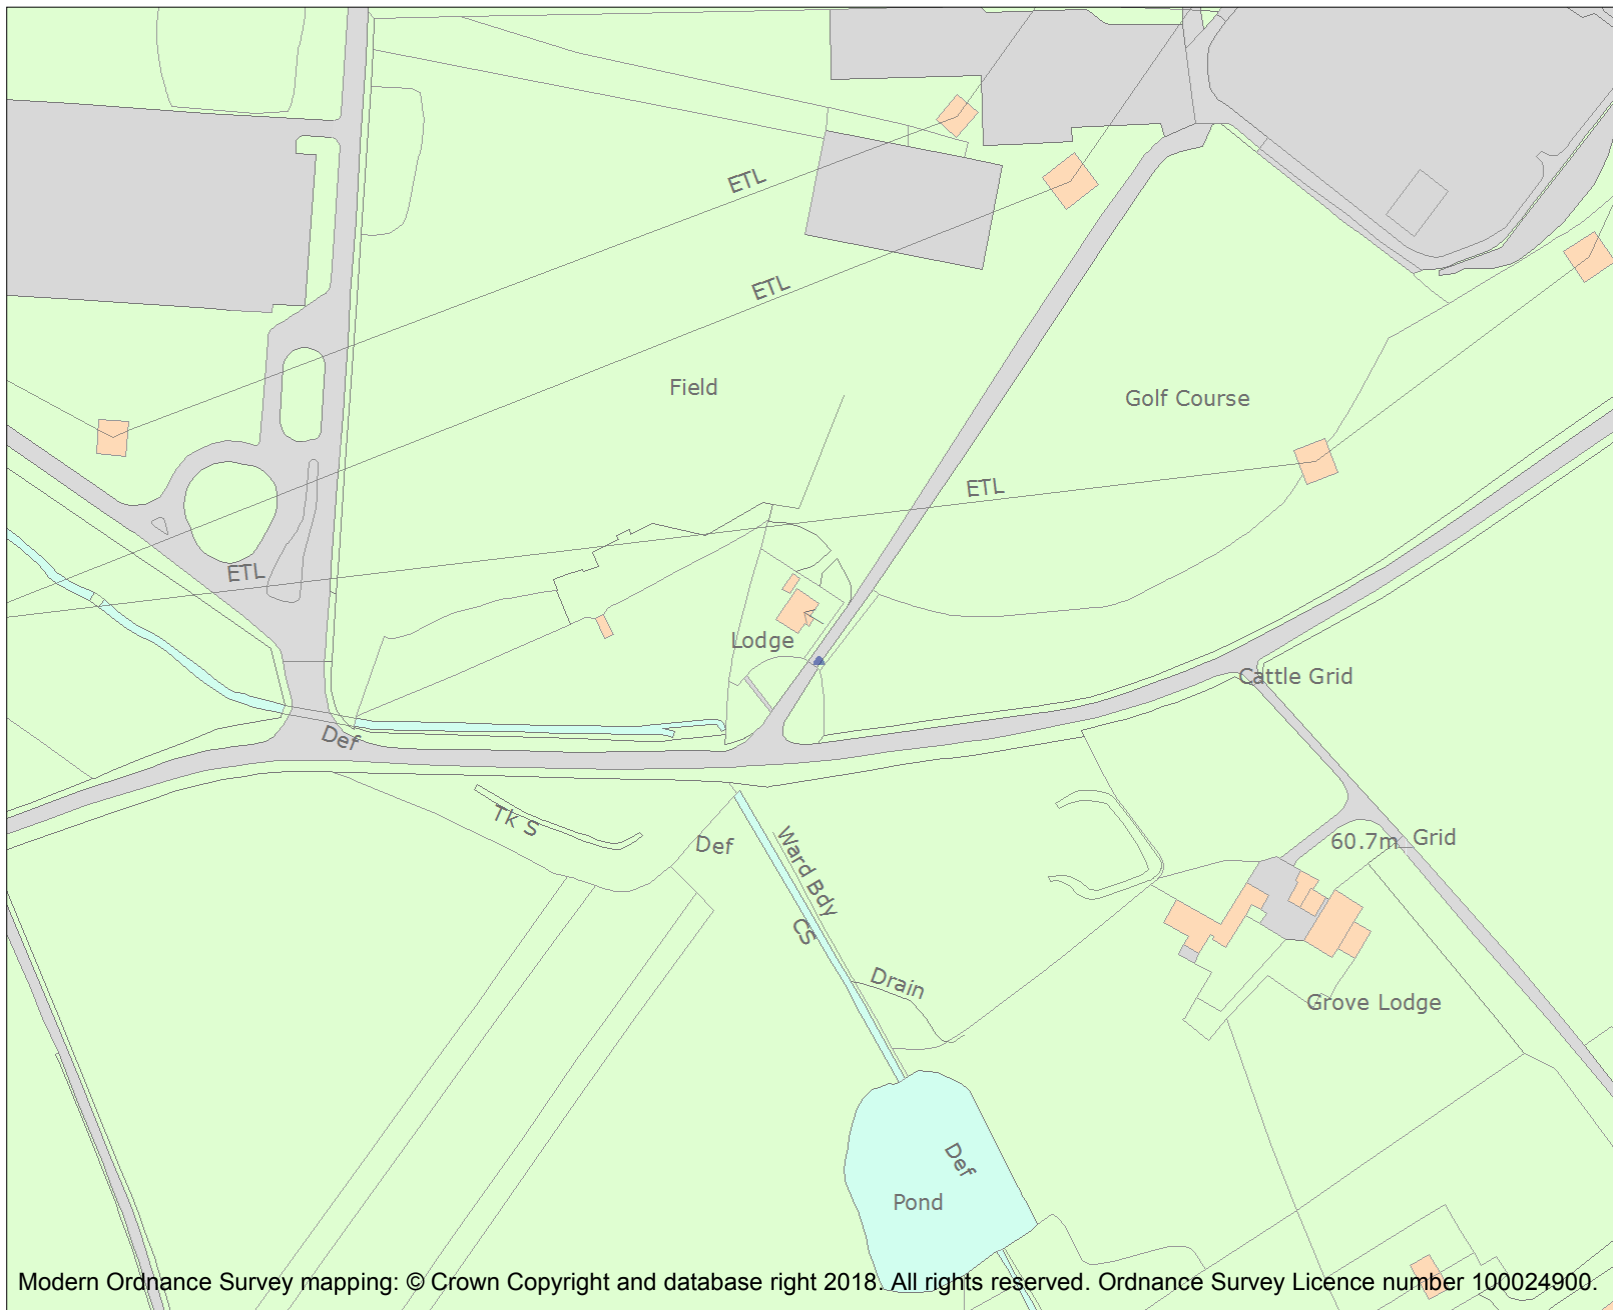 ETL
ETL
Field
Golf Course
ETL
ETL
Lodge
Cattle Grid
Def
Tk S
Def
Ward Bdy
60.7m
Grid
CS
Drain
Grove Lodge
Def
Pond
Modern Ordnance Survey mapping: © Crown Copyright and database right 2018. All rights reserved. Ordnance Survey Licence number 100024900.